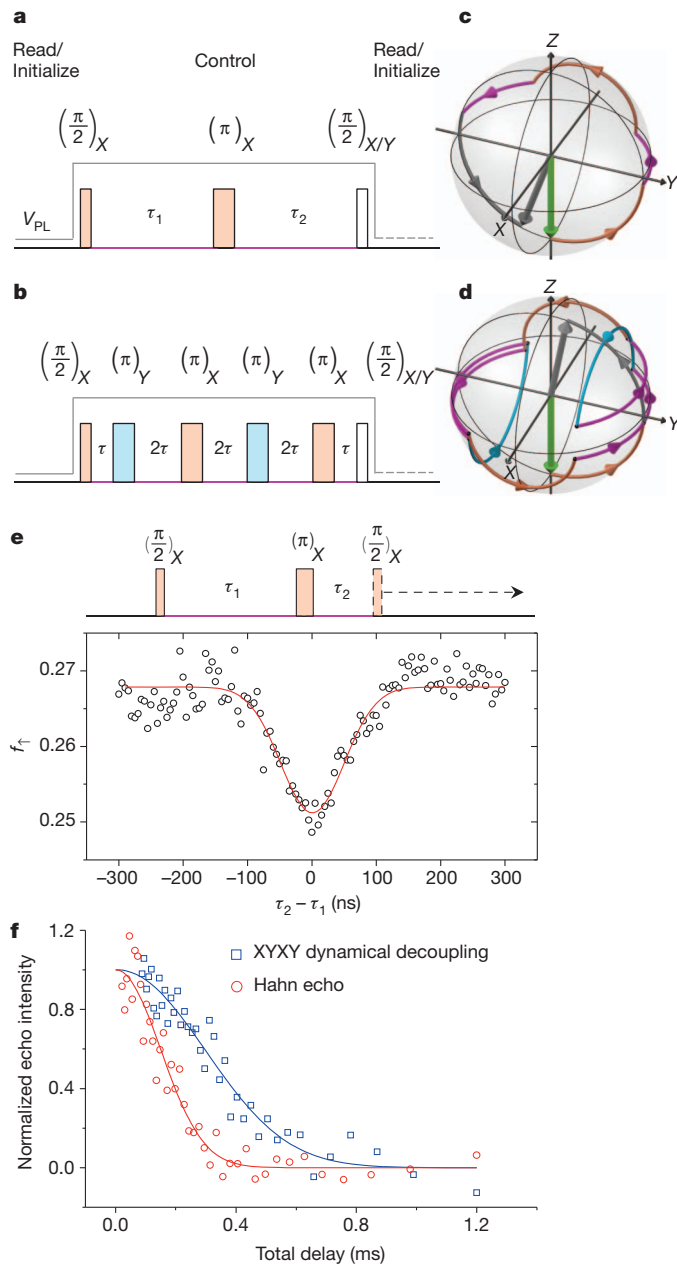 a
Read/
Initialize
Control
Read/
Initialize
(π/2)X
(π)X
(π/2)X/Y
VPL
τ1
τ2
b
(π/2)X
(π)Y
(π)X
(π)Y
(π)X
(π/2)X/Y
τ
2τ
2τ
2τ
τ
c
Z
Y
X
d
Z
Y
X
e
(π/2)X
(π)X
(π/2)X
τ1
τ2
0.27
0.26
0.25
f↑
−300
−200
−100
0
100
200
300
τ2 − τ1 (ns)
f
1.2
0.8
0.4
0.0
Normalized echo intensity
XYXY dynamical decoupling
Hahn echo
0.0
0.4
0.8
1.2
Total delay (ms)